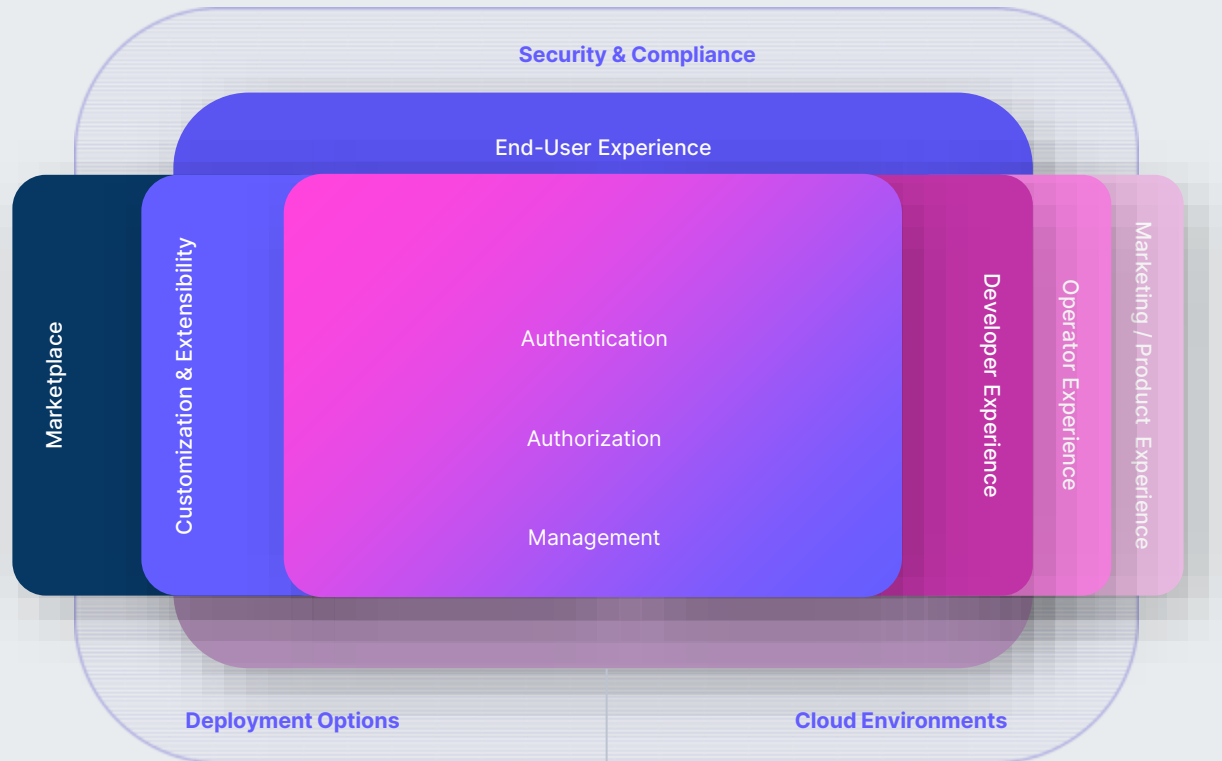 Security & Compliance
End-User Experience
Marketplace
Customization & Extensibility
Authentication
Authorization
Management
Developer Experience
Operator Experience
Marketing / Product Experience
Deployment Options
Cloud Environments